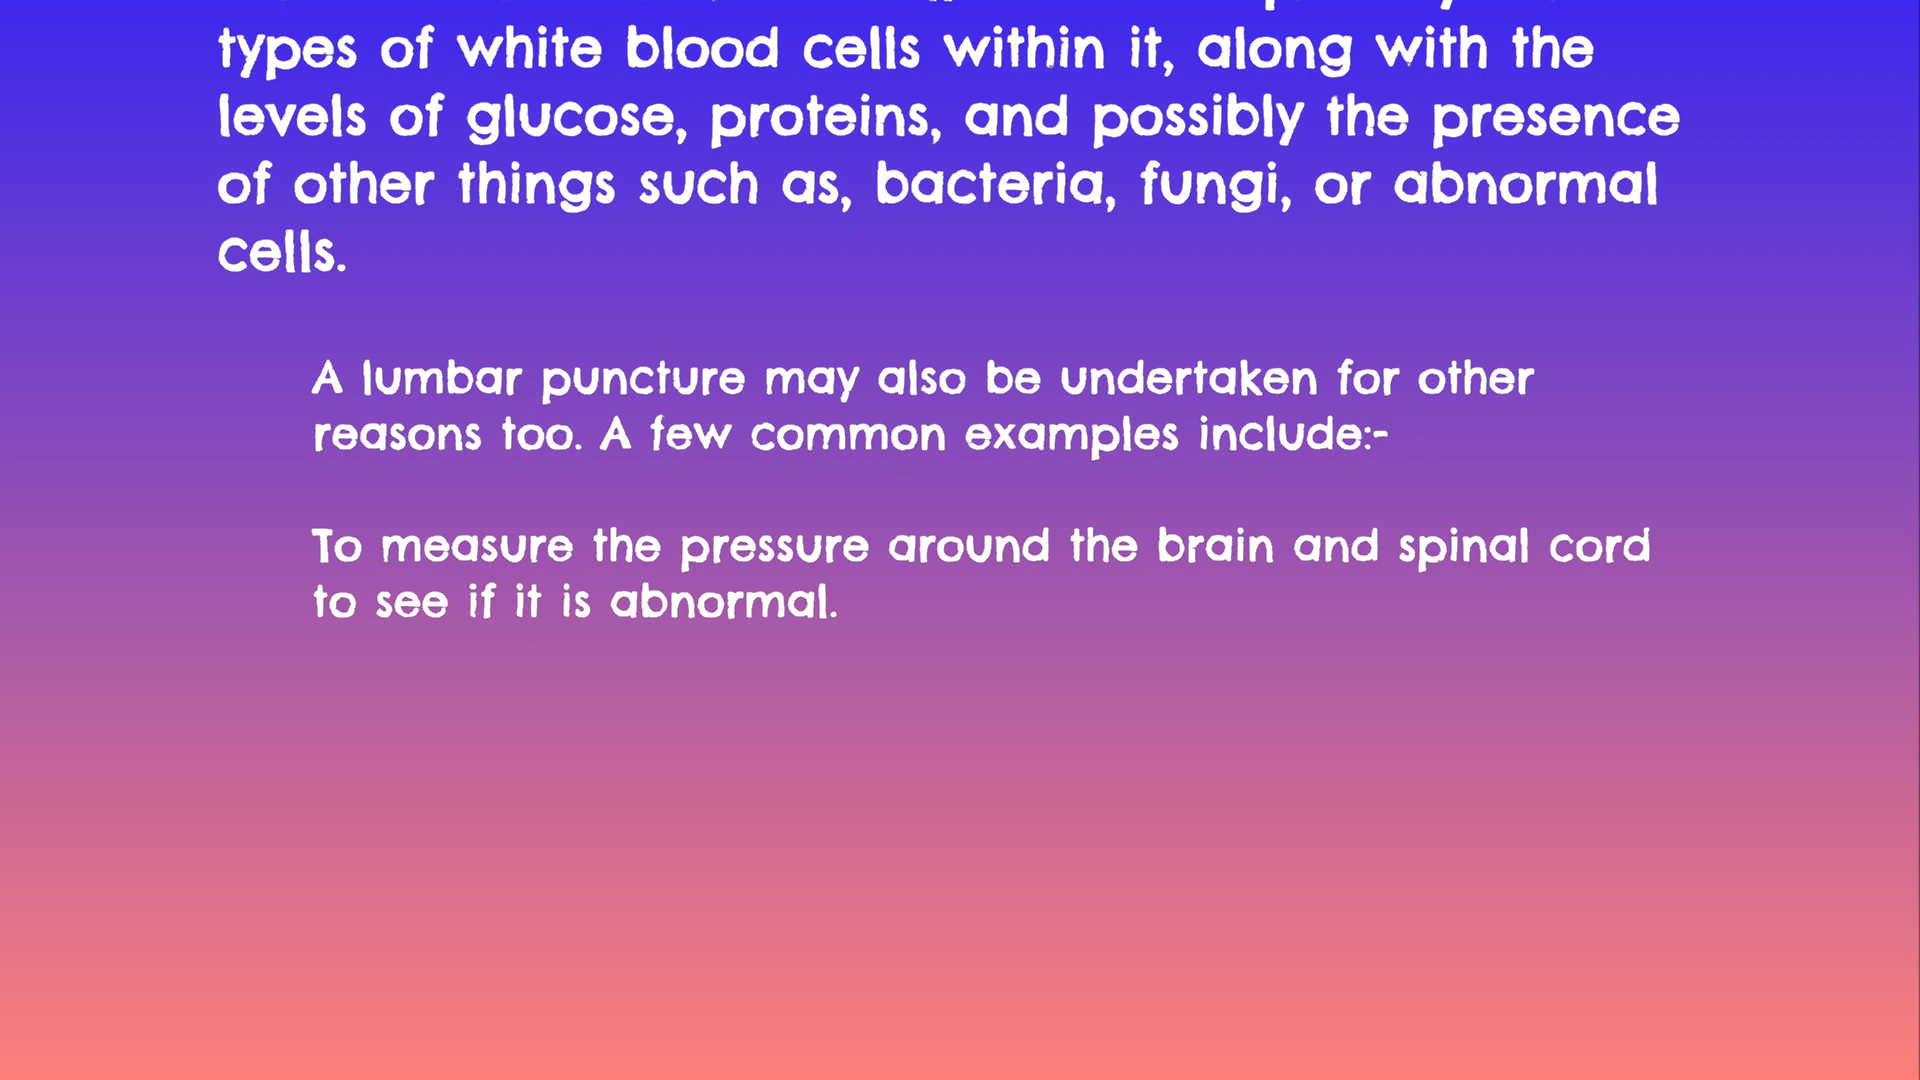 types of white blood cells within it, along with the
levels of glucose, proteins, and possibly the presence
of other things such as, bacteria, fungi, or abnormal
cells.
A lumbar puncture may also be undertaken for other
reasons too. A few common examples include:-
To measure the pressure around the brain and spinal cord
to see if it is abnormal.